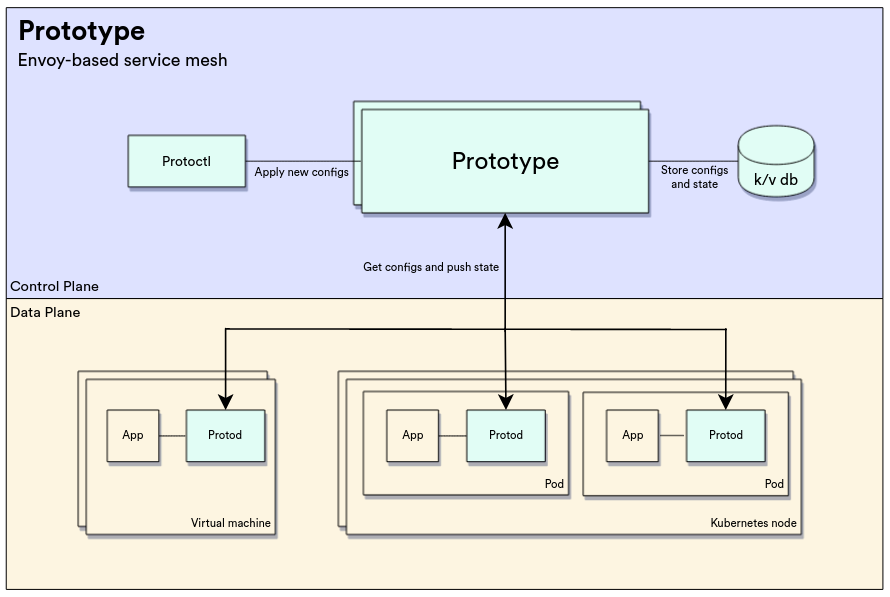 Prototype
Envoy-based service mesh
Protoctl
Apply new configs
Prototype
Store configs
and state
k/v db
Get configs and push state
Control Plane
Data Plane
App
Protod
Virtual machine
App
Protod
Pod
App
Protod
Pod
Kubernetes node